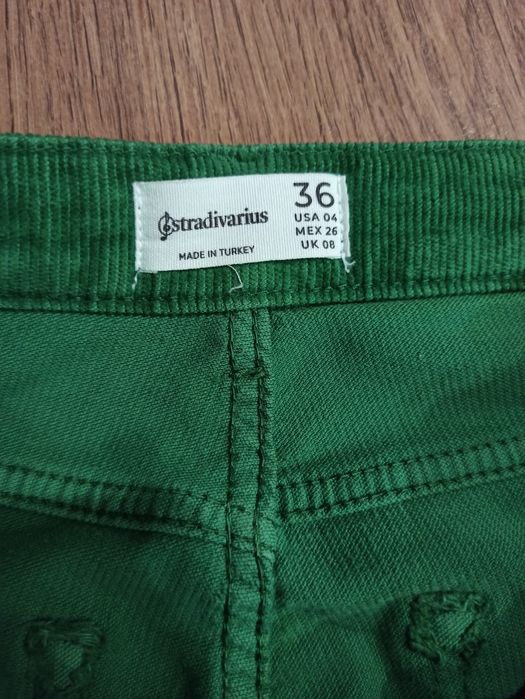 stradivarius
MADE IN TURKEY
36
USA 04
MEX 26
UK 08